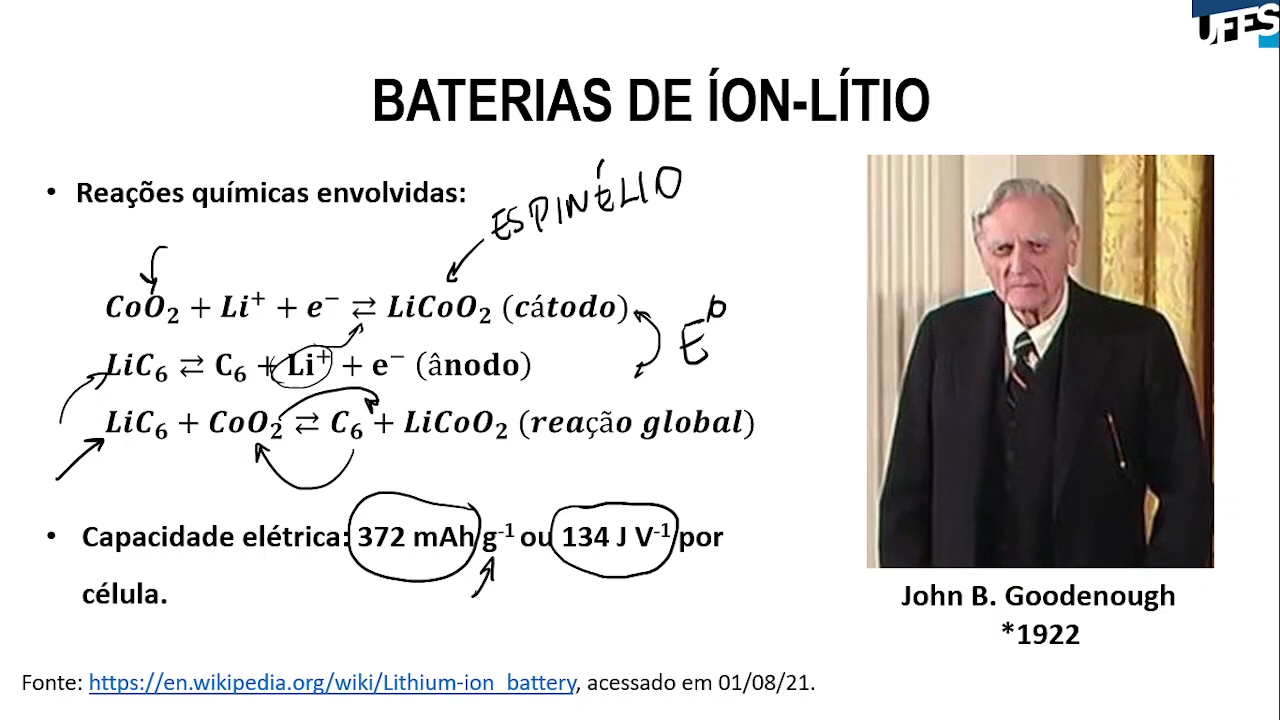 UFES
BATERIAS DE ÍON-LÍTIO
• Reações químicas envolvidas:
ESPINÉLIO
CoO₂ + Li⁺ + e⁻ ⇄ LiCoO₂ (cátodo)
E°
LiC₆ ⇄ C₆ + Li⁺ + e⁻ (ânodo)
LiC₆ + CoO₂ ⇄ C₆ + LiCoO₂ (reação global)
• Capacidade elétrica: 372 mAh g⁻¹ ou 134 J V⁻¹ por
célula.
John B. Goodenough
*1922
Fonte: https://en.wikipedia.org/wiki/Lithium-ion_battery, acessado em 01/08/21.